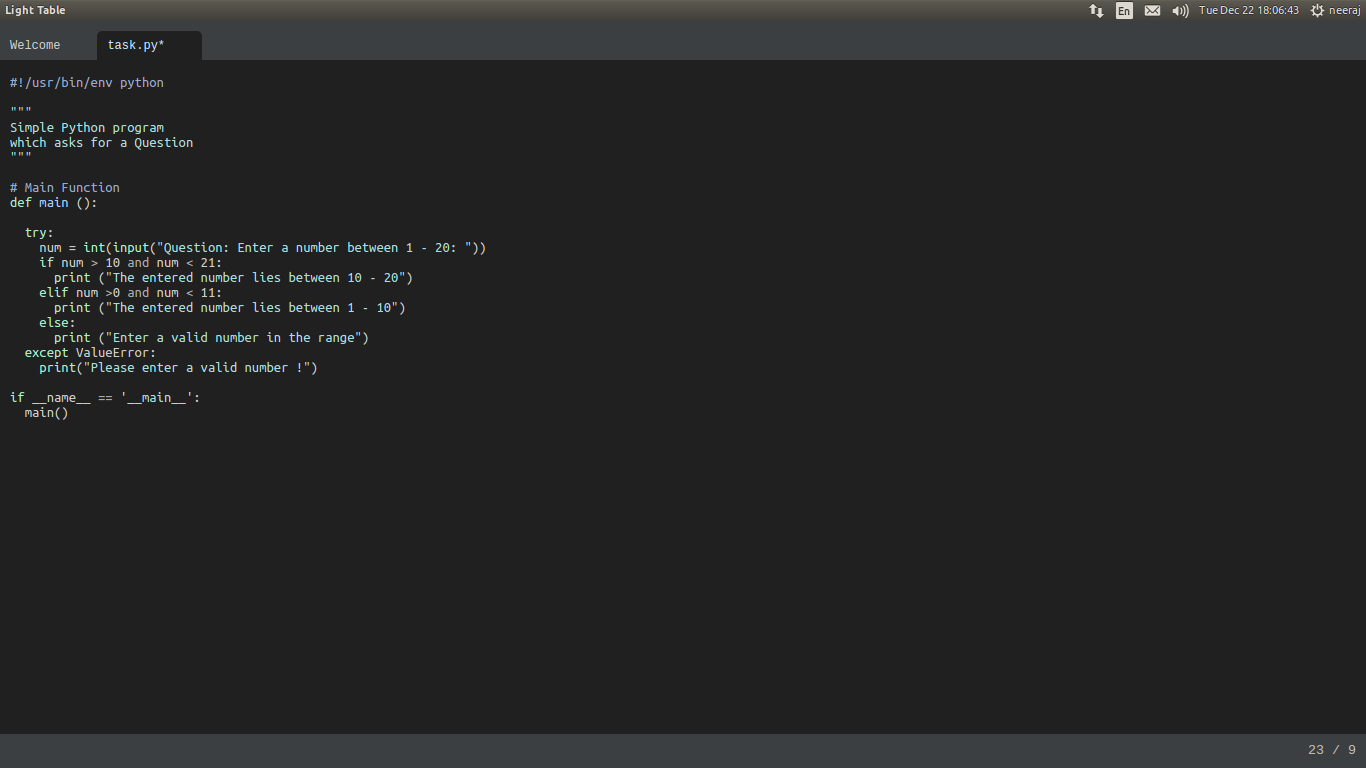 Light Table
En
Tue Dec 22 18:06:43
neeraj
Welcome
task.py*
#!/usr/bin/env python
"""
Simple Python program
which asks for a Question
"""
# Main Function
def main ():
  try:
    num = int(input("Question: Enter a number between 1 - 20: "))
    if num > 10 and num < 21:
      print ("The entered number lies between 10 - 20")
    elif num >0 and num < 11:
      print ("The entered number lies between 1 - 10")
    else:
      print ("Enter a valid number in the range")
  except ValueError:
    print("Please enter a valid number !")
if __name__ == '__main__':
  main()
23 / 9